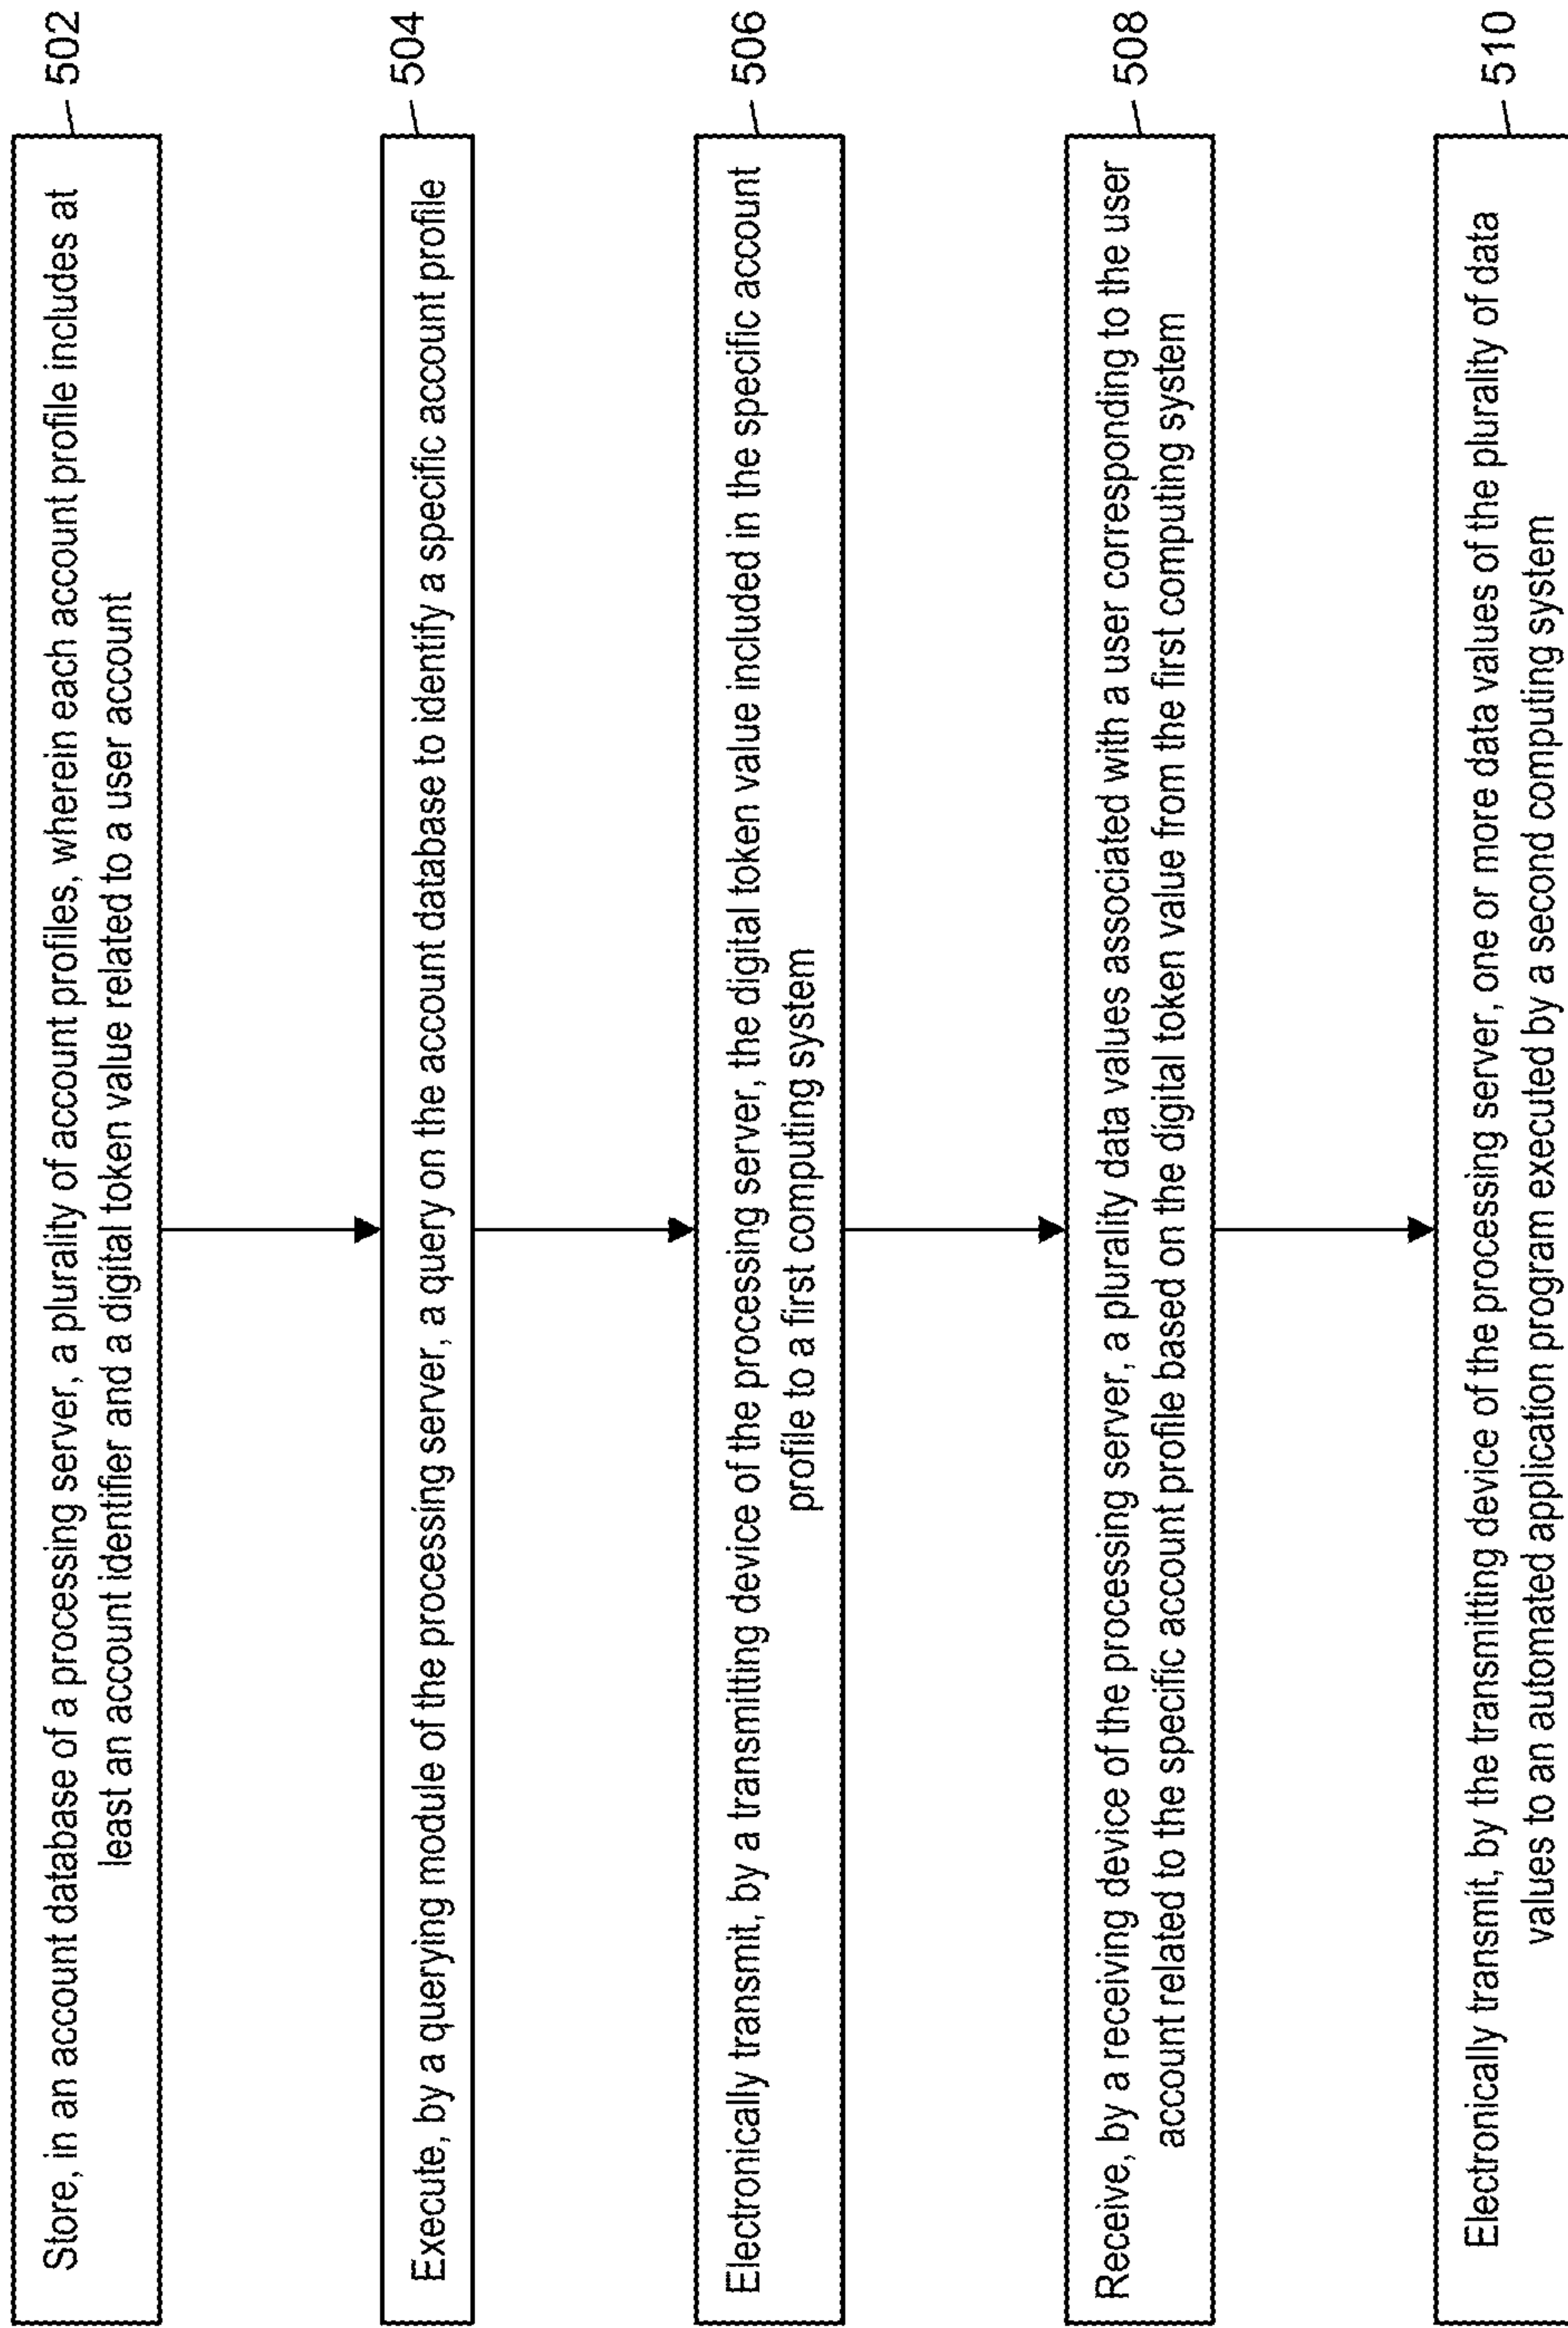 Store, in an account database of a processing server, a plurality of account profiles, wherein each account profile includes at
least an account identifier and a digital token value related to a user account
502
Execute, by a querying module of the processing server, a query on the account database to identify a specific account profile
504
Electronically transmit, by a transmitting device of the processing server, the digital token value included in the specific account
profile to a first computing system
506
Receive, by a receiving device of the processing server, a plurality data values associated with a user corresponding to the user
account related to the specific account profile based on the digital token value from the first computing system
508
Electronically transmit, by the transmitting device of the processing server, one or more data values of the plurality of data
values to an automated application program executed by a second computing system
510